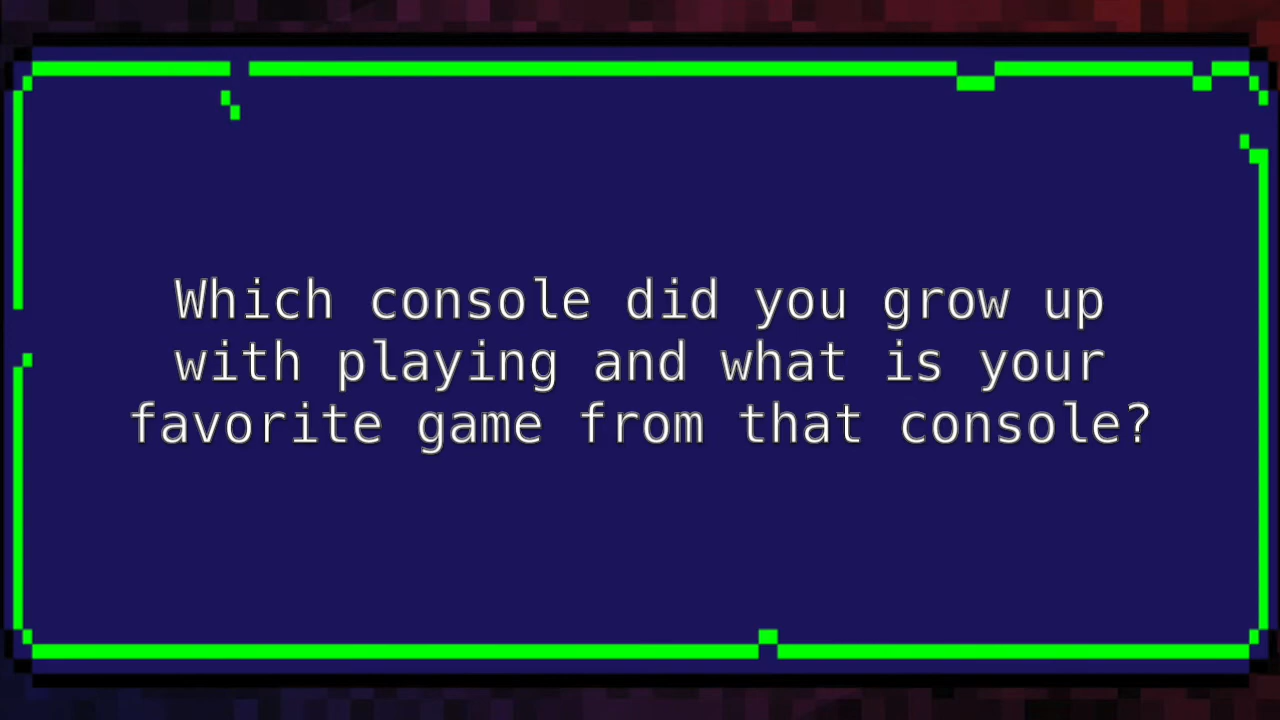 Which console did you grow up
with playing and what is your
favorite game from that console?